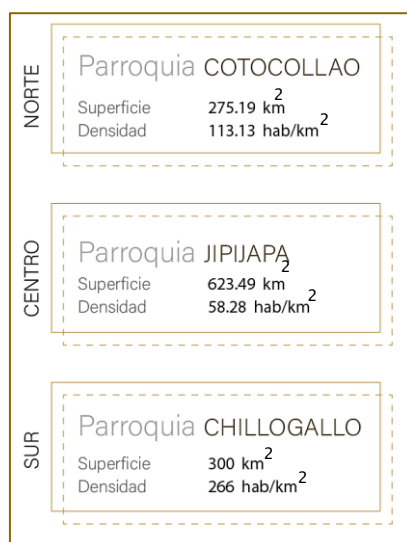 NORTE
Parroquia COTOCOLLAO
Superficie 275.19 km²
Densidad 113.13 hab/km²
CENTRO
Parroquia JIPIJAPA
Superficie 623.49 km²
Densidad 58.28 hab/km²
SUR
Parroquia CHILLOGALLO
Superficie 300 km²
Densidad 266 hab/km²